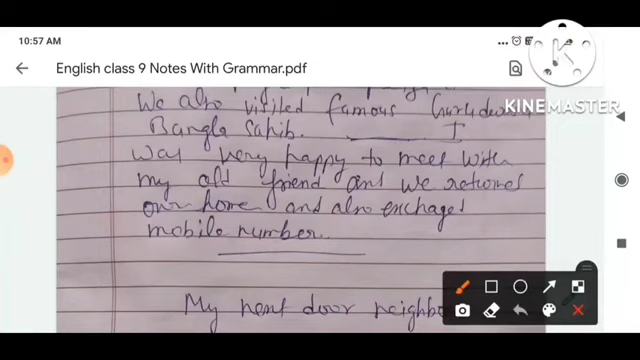 10:57 AM
KINEMASTER
English class 9 Notes With Grammar.pdf
We also visited famous Gurudwara
Bangla Sahib. I
was very happy to meet with
my old friend and we retured
our home and also exchaged
mobile number.
My next door neighbo